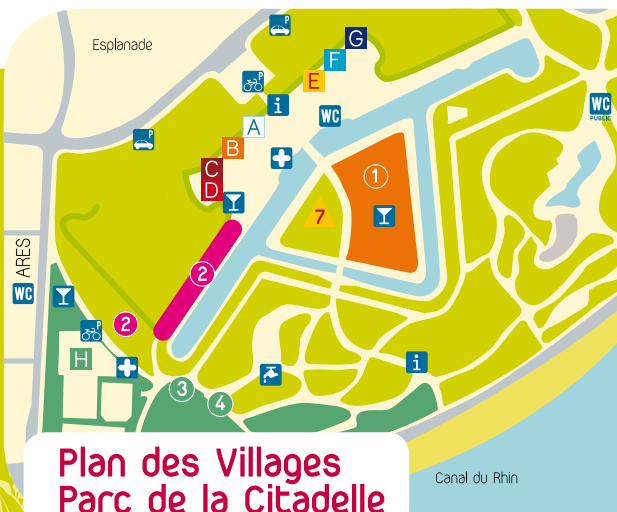 Esplanade
P
G
F
E
P
i
A
WC
WC
PUBLIC
P
B
C
D
1
7
ARES
WC
2
2
P
H
3
4
i
Plan des Villages
Parc de la Citadelle
Canal du Rhin